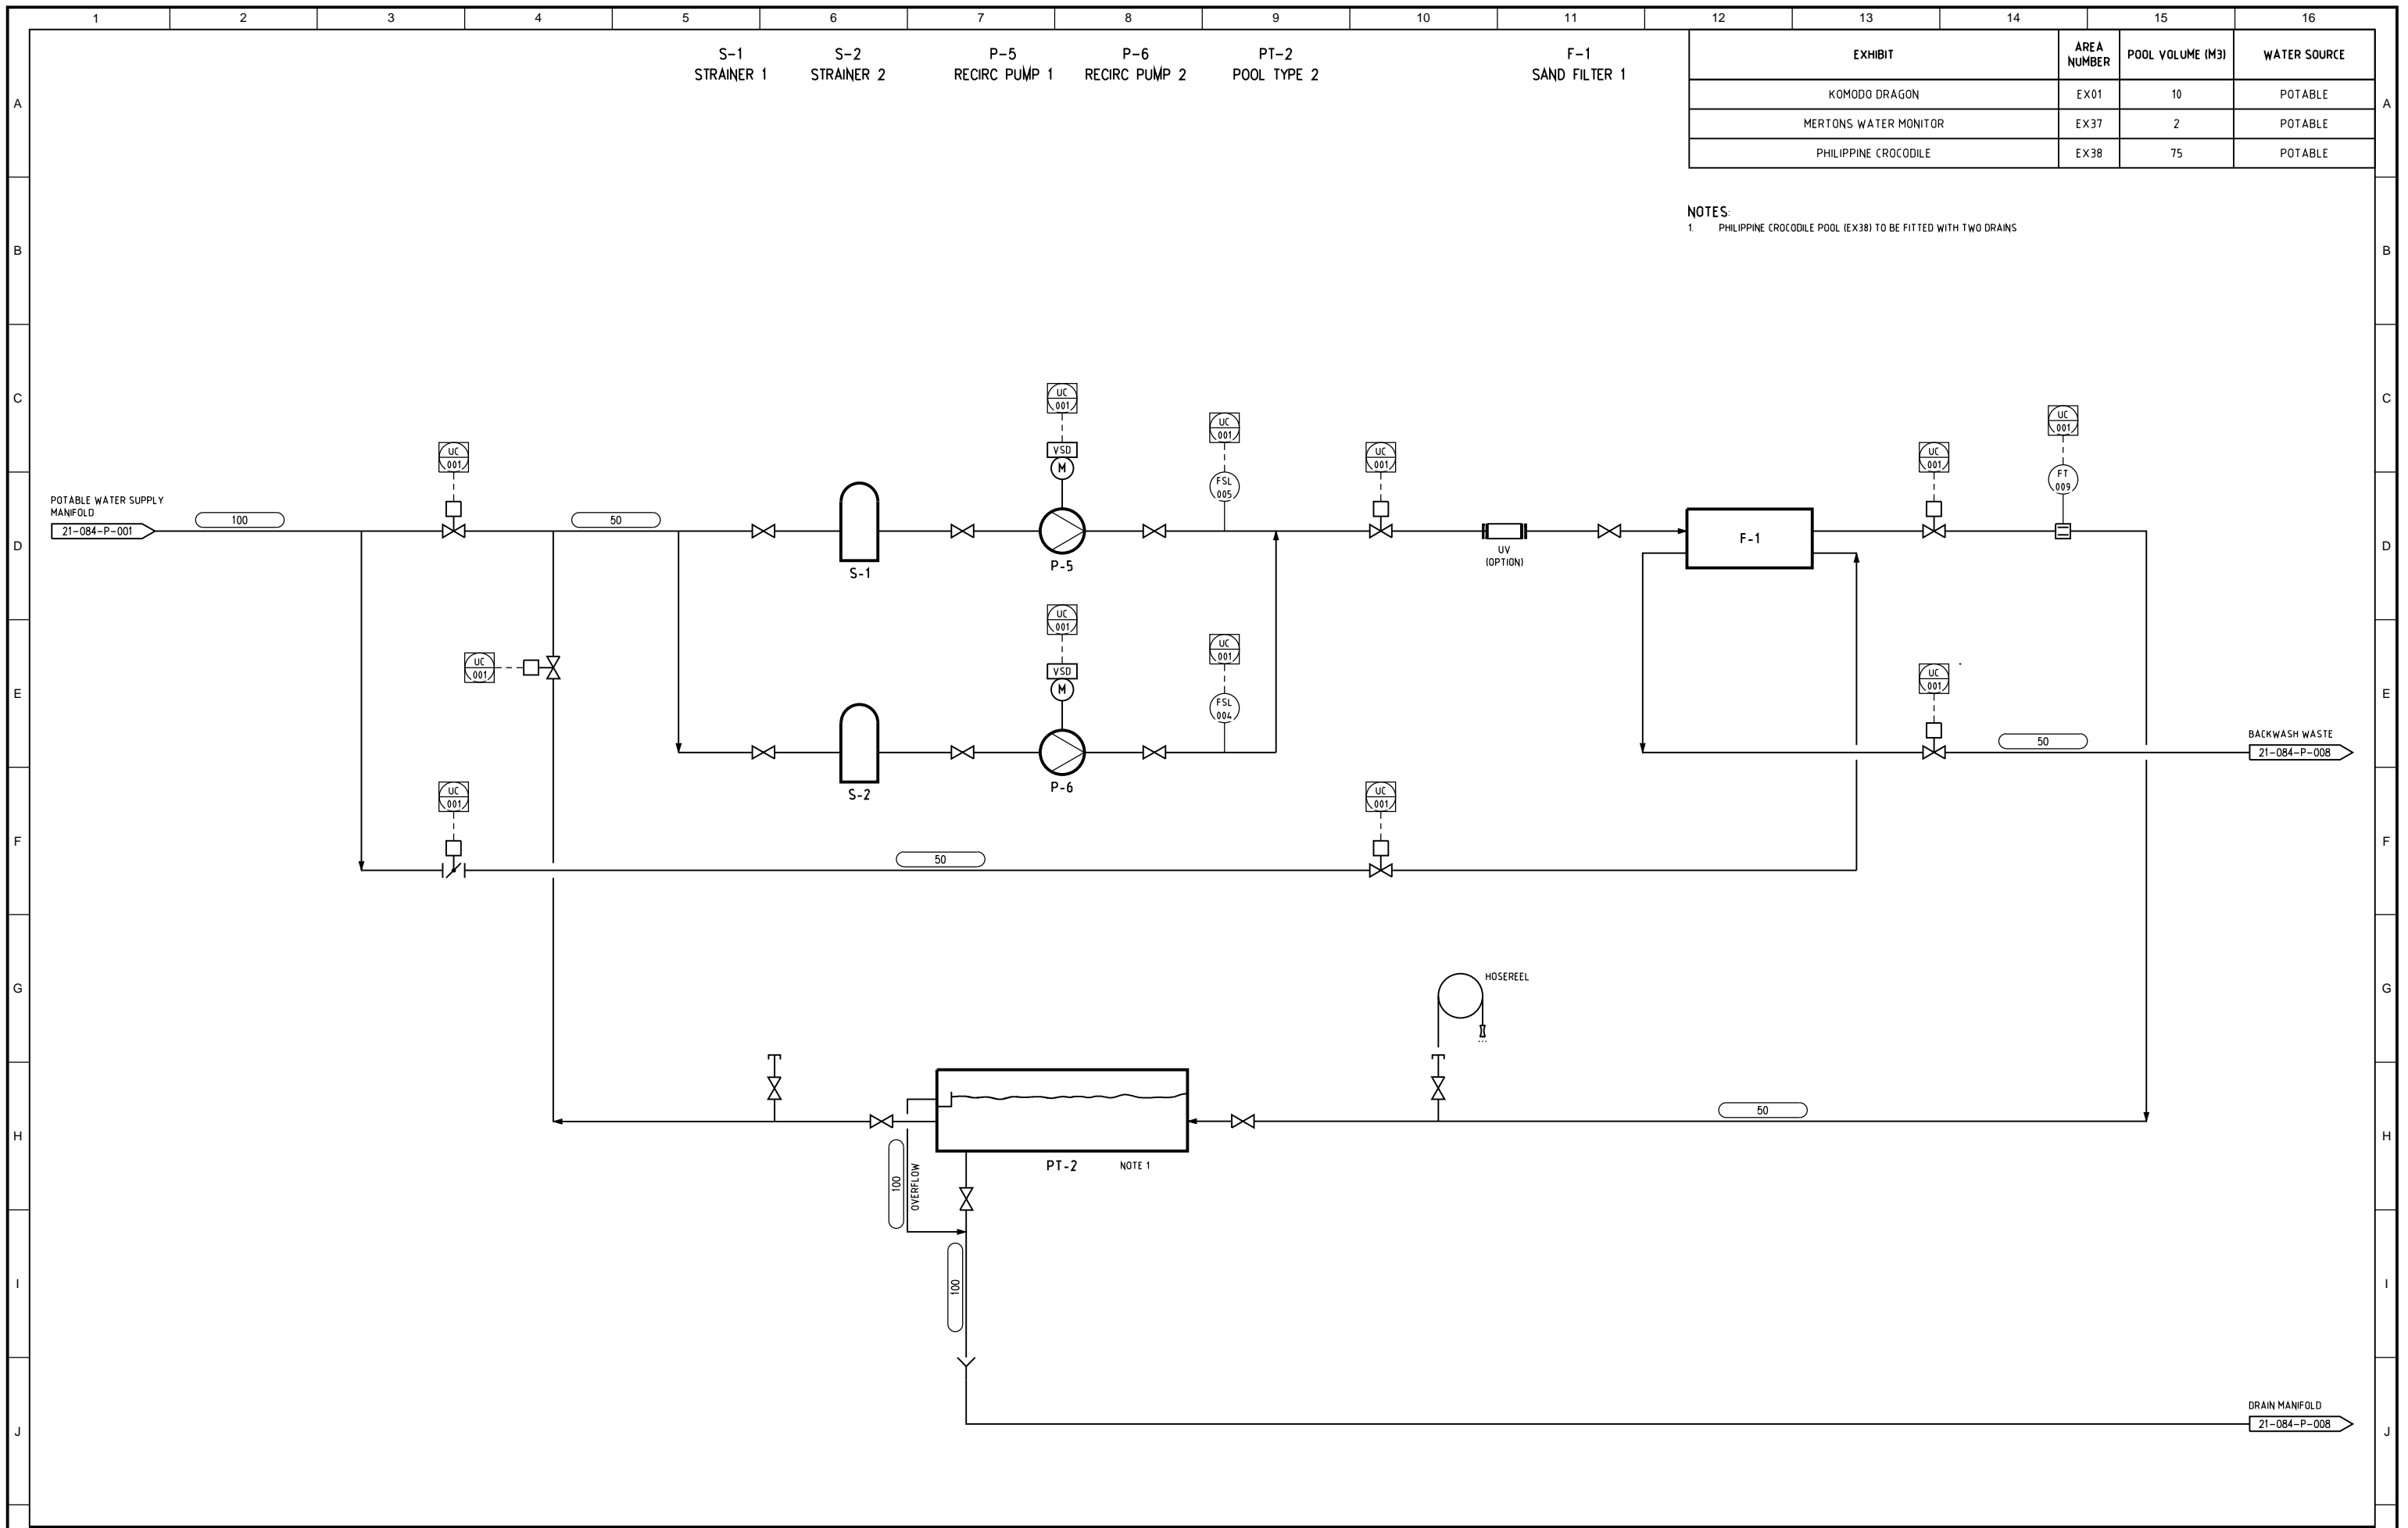 1 2 3 4 5 6 7 8 9 10 11 12 13 14 15 16
S-1 S-2 P-5 P-6 PT-2 F-1
STRAINER 1 STRAINER 2 RECIRC PUMP 1 RECIRC PUMP 2 POOL TYPE 2 SAND FILTER 1
EXHIBIT AREA NUMBER POOL VOLUME (M3) WATER SOURCE
KOMODO DRAGON EX01 10 POTABLE
MERTONS WATER MONITOR EX37 2 POTABLE
PHILIPPINE CROCODILE EX38 75 POTABLE
A A
NOTES:
1. PHILIPPINE CROCODILE POOL (EX38) TO BE FITTED WITH TWO DRAINS
B B
C C
UC
001
UC
001
UC
001
UC
001
UC
001
UC
001
VSD
M
FSL
005
FT
009
POTABLE WATER SUPPLY
MANIFOLD
21-084-P-001
100
50
D D
S-1
P-5
UV
(OPTION)
F-1
UC
001
UC
001
UC
001
UC
001
VSD
M
FSL
004
E E
50
BACKWASH WASTE
21-084-P-008
S-2
P-6
UC
001
UC
001
F F
50
HOSEREEL
G G
50
H H
PT-2 NOTE 1
100
OVERFLOW
100
I I
DRAIN MANIFOLD
21-084-P-008
J J